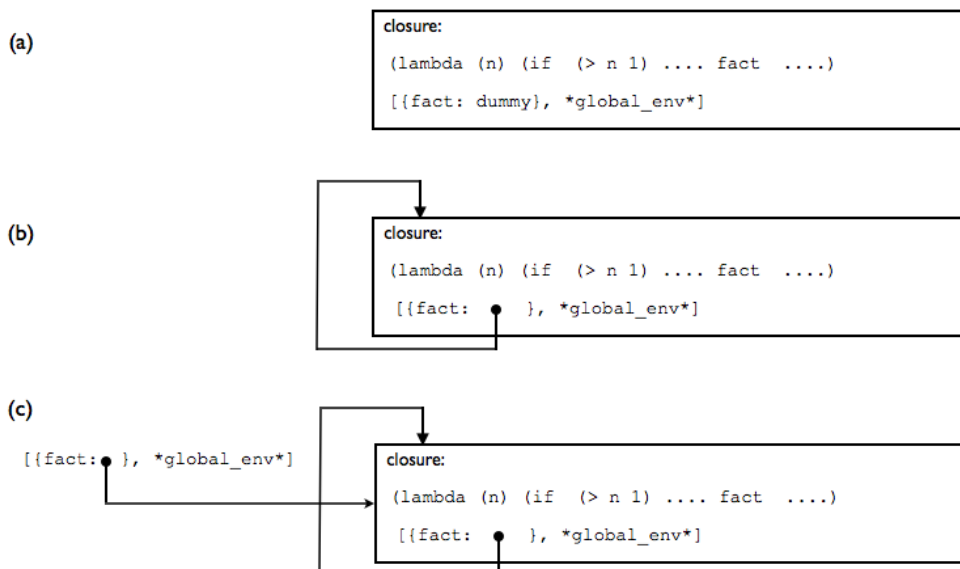 (a)
closure:
(lambda (n) (if (> n 1) .... fact ....)
[{fact: dummy}, *global_env*]
(b)
closure:
(lambda (n) (if (> n 1) .... fact ....)
[{fact: }, *global_env*]
(c)
[{fact: }, *global_env*]
closure:
(lambda (n) (if (> n 1) .... fact ....)
[{fact: }, *global_env*]